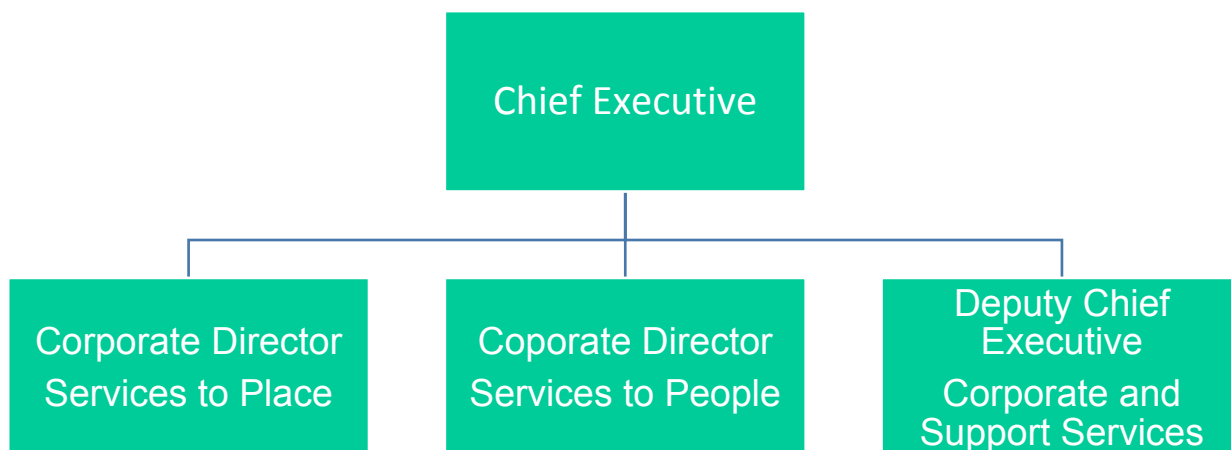 Chief Executive
Corporate Director
Services to Place
Coporate Director
Services to People
Deputy Chief
Executive
Corporate and
Support Services